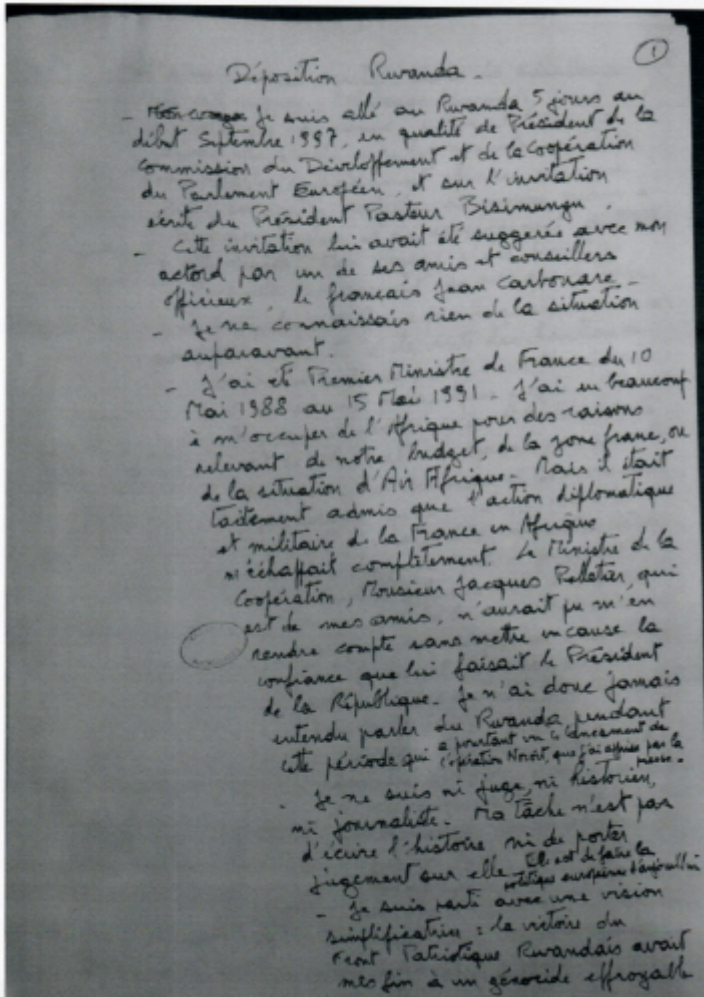 1
Déposition Rwanda.
- Je suis allé au Rwanda 5 jours au
début Septembre 1997, en qualité de Président de la
Commission du Développement et de la Coopération
du Parlement Européen, et sur l'invitation
écrite du Président Pasteur Bisimungu.
- Cette invitation lui avait été suggérée avec mon
accord par un de ses amis et conseillers
officieux, le français Jean Carbonare.
- Je ne connaissais rien de la situation
auparavant.
- J'ai été Premier Ministre de France du 10
Mai 1988 au 15 Mai 1991. J'ai eu beaucoup
à m'occuper de l'Afrique pour des raisons
relevant de notre budget, de la zone franc, ou
de la situation d'Air Afrique. Mais il était
tacitement admis que l'action diplomatique
et militaire de la France en Afrique
m'échappait complètement. Le Ministre de la
Coopération, Monsieur Jacques Pelletier, qui
est de mes amis, n'aurait pu m'en
rendre compte sans mettre en cause la
confiance que lui faisait le Président
de la République. Je n'ai donc jamais
entendu parler du Rwanda pendant
cette période qui a pourtant vu le lancement de
l'opération Noroît, que j'ai apprise par la
presse.
- Je ne suis ni juge, ni historien,
ni journaliste. Ma tâche n'est pas
d'écrire l'histoire ni de porter
jugement sur elle. Elle est de faire la
politique européenne d'aujourd'hui
- Je suis parti avec une vision
simplificatrice : la victoire du
Front Patriotique Rwandais avait
mis fin à un génocide effroyable